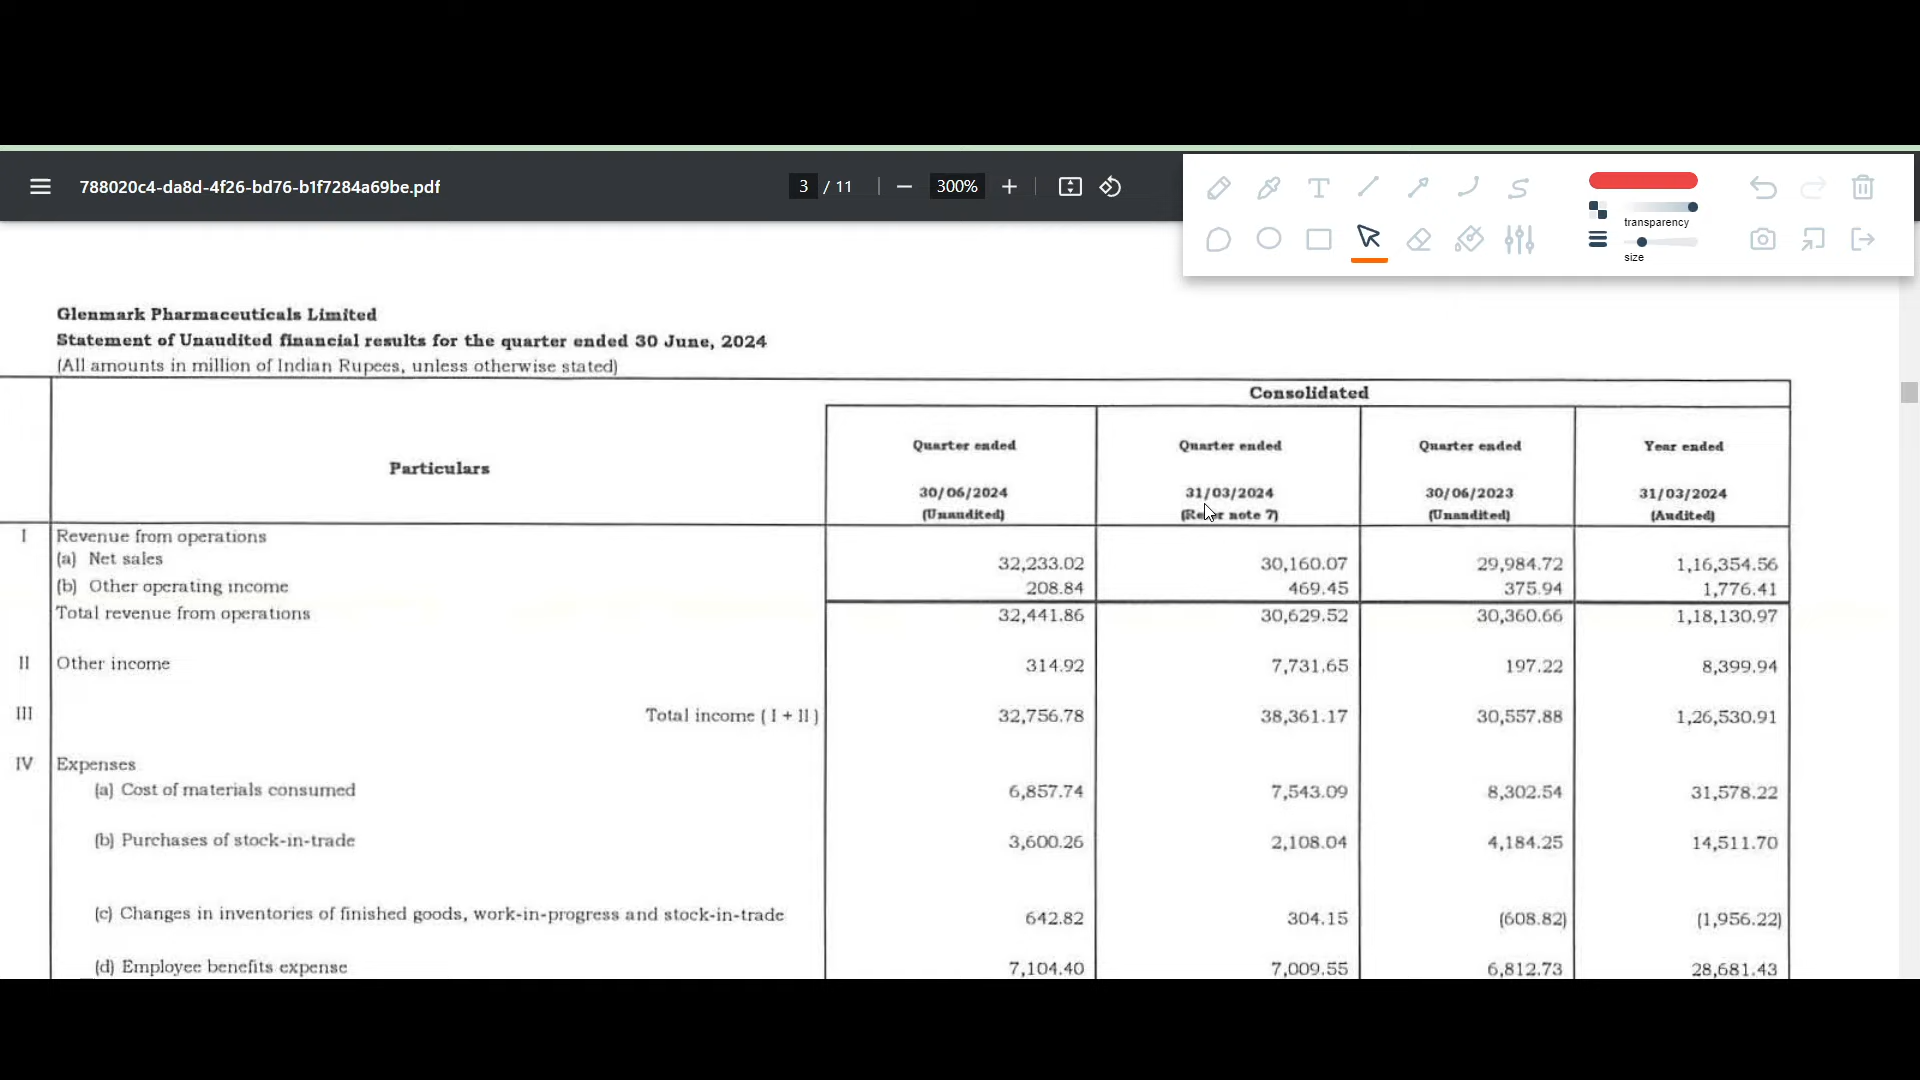 788020c4-da8d-4f26-bd76-b1f7284a69be.pdf
3 / 11
300%
transparency
size
Glenmark Pharmaceuticals Limited
Statement of Unaudited financial results for the quarter ended 30 June, 2024
(All amounts in million of Indian Rupees, unless otherwise stated)
Consolidated
Particulars
Quarter ended Quarter ended Quarter ended Year ended
30/06/2024 31/03/2024 30/06/2023 31/03/2024
(Unaudited) (Refer note 7) (Unaudited) (Audited)
I Revenue from operations
(a) Net sales 32,233.02 30,160.07 29,984.72 1,16,354.56
(b) Other operating income 208.84 469.45 375.94 1,776.41
Total revenue from operations 32,441.86 30,629.52 30,360.66 1,18,130.97
II Other income 314.92 7,731.65 197.22 8,399.94
III Total income ( I + II ) 32,756.78 38,361.17 30,557.88 1,26,530.91
IV Expenses
(a) Cost of materials consumed 6,857.74 7,543.09 8,302.54 31,578.22
(b) Purchases of stock-in-trade 3,600.26 2,108.04 4,184.25 14,511.70
(c) Changes in inventories of finished goods, work-in-progress and stock-in-trade 642.82 304.15 (608.82) (1,956.22)
(d) Employee benefits expense 7,104.40 7,009.55 6,812.73 28,681.43